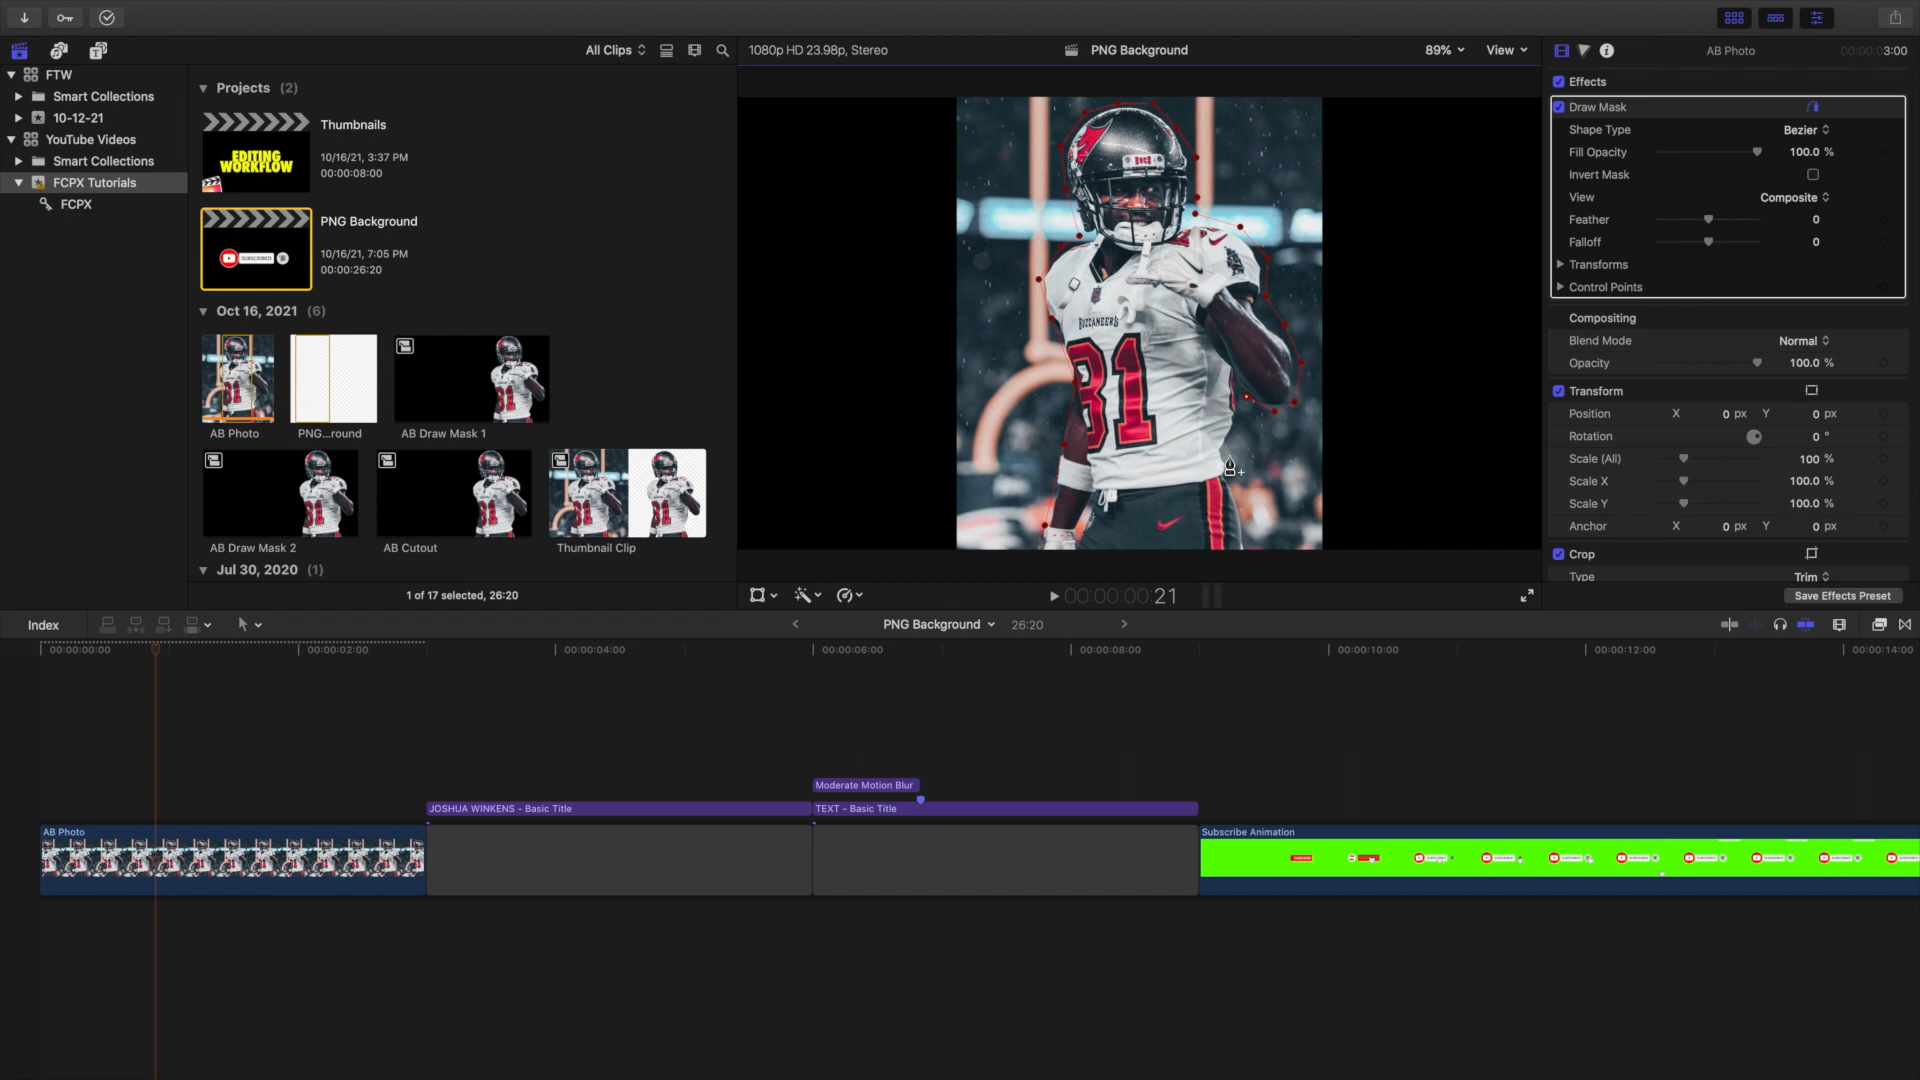 All Clips
1080p HD 23.98p, Stereo
PNG Background
89%
View
AB Photo
00:00:03:00
FTW
Smart Collections
10-12-21
YouTube Videos
Smart Collections
FCPX Tutorials
FCPX
Projects (2)
EDITING
WORKFLOW
Thumbnails
10/16/21, 3:37 PM
00:00:08:00
SUBSCRIBED
PNG Background
10/16/21, 7:05 PM
00:00:26:20
Oct 16, 2021 (6)
AB Photo
PNG...round
AB Draw Mask 1
AB Draw Mask 2
AB Cutout
Thumbnail Clip
Jul 30, 2020 (1)
1 of 17 selected, 26:20
BUCS
BUCCANEERS
81
00:00:00:21
Effects
Draw Mask
Shape Type
Bezier
Fill Opacity
100.0 %
Invert Mask
View
Composite
Feather
0
Falloff
0
Transforms
Control Points
Compositing
Blend Mode
Normal
Opacity
100.0 %
Transform
Position X 0 px Y 0 px
Rotation
0 °
Scale (All)
100 %
Scale X
100.0 %
Scale Y
100.0 %
Anchor X 0 px Y 0 px
Crop
Type
Trim
Save Effects Preset
Index
PNG Background
26:20
00:00:00:00
00:00:02:00
00:00:04:00
00:00:06:00
00:00:08:00
00:00:10:00
00:00:12:00
00:00:14:00
Moderate Motion Blur
JOSHUA WINKENS - Basic Title
TEXT - Basic Title
AB Photo
Subscribe Animation